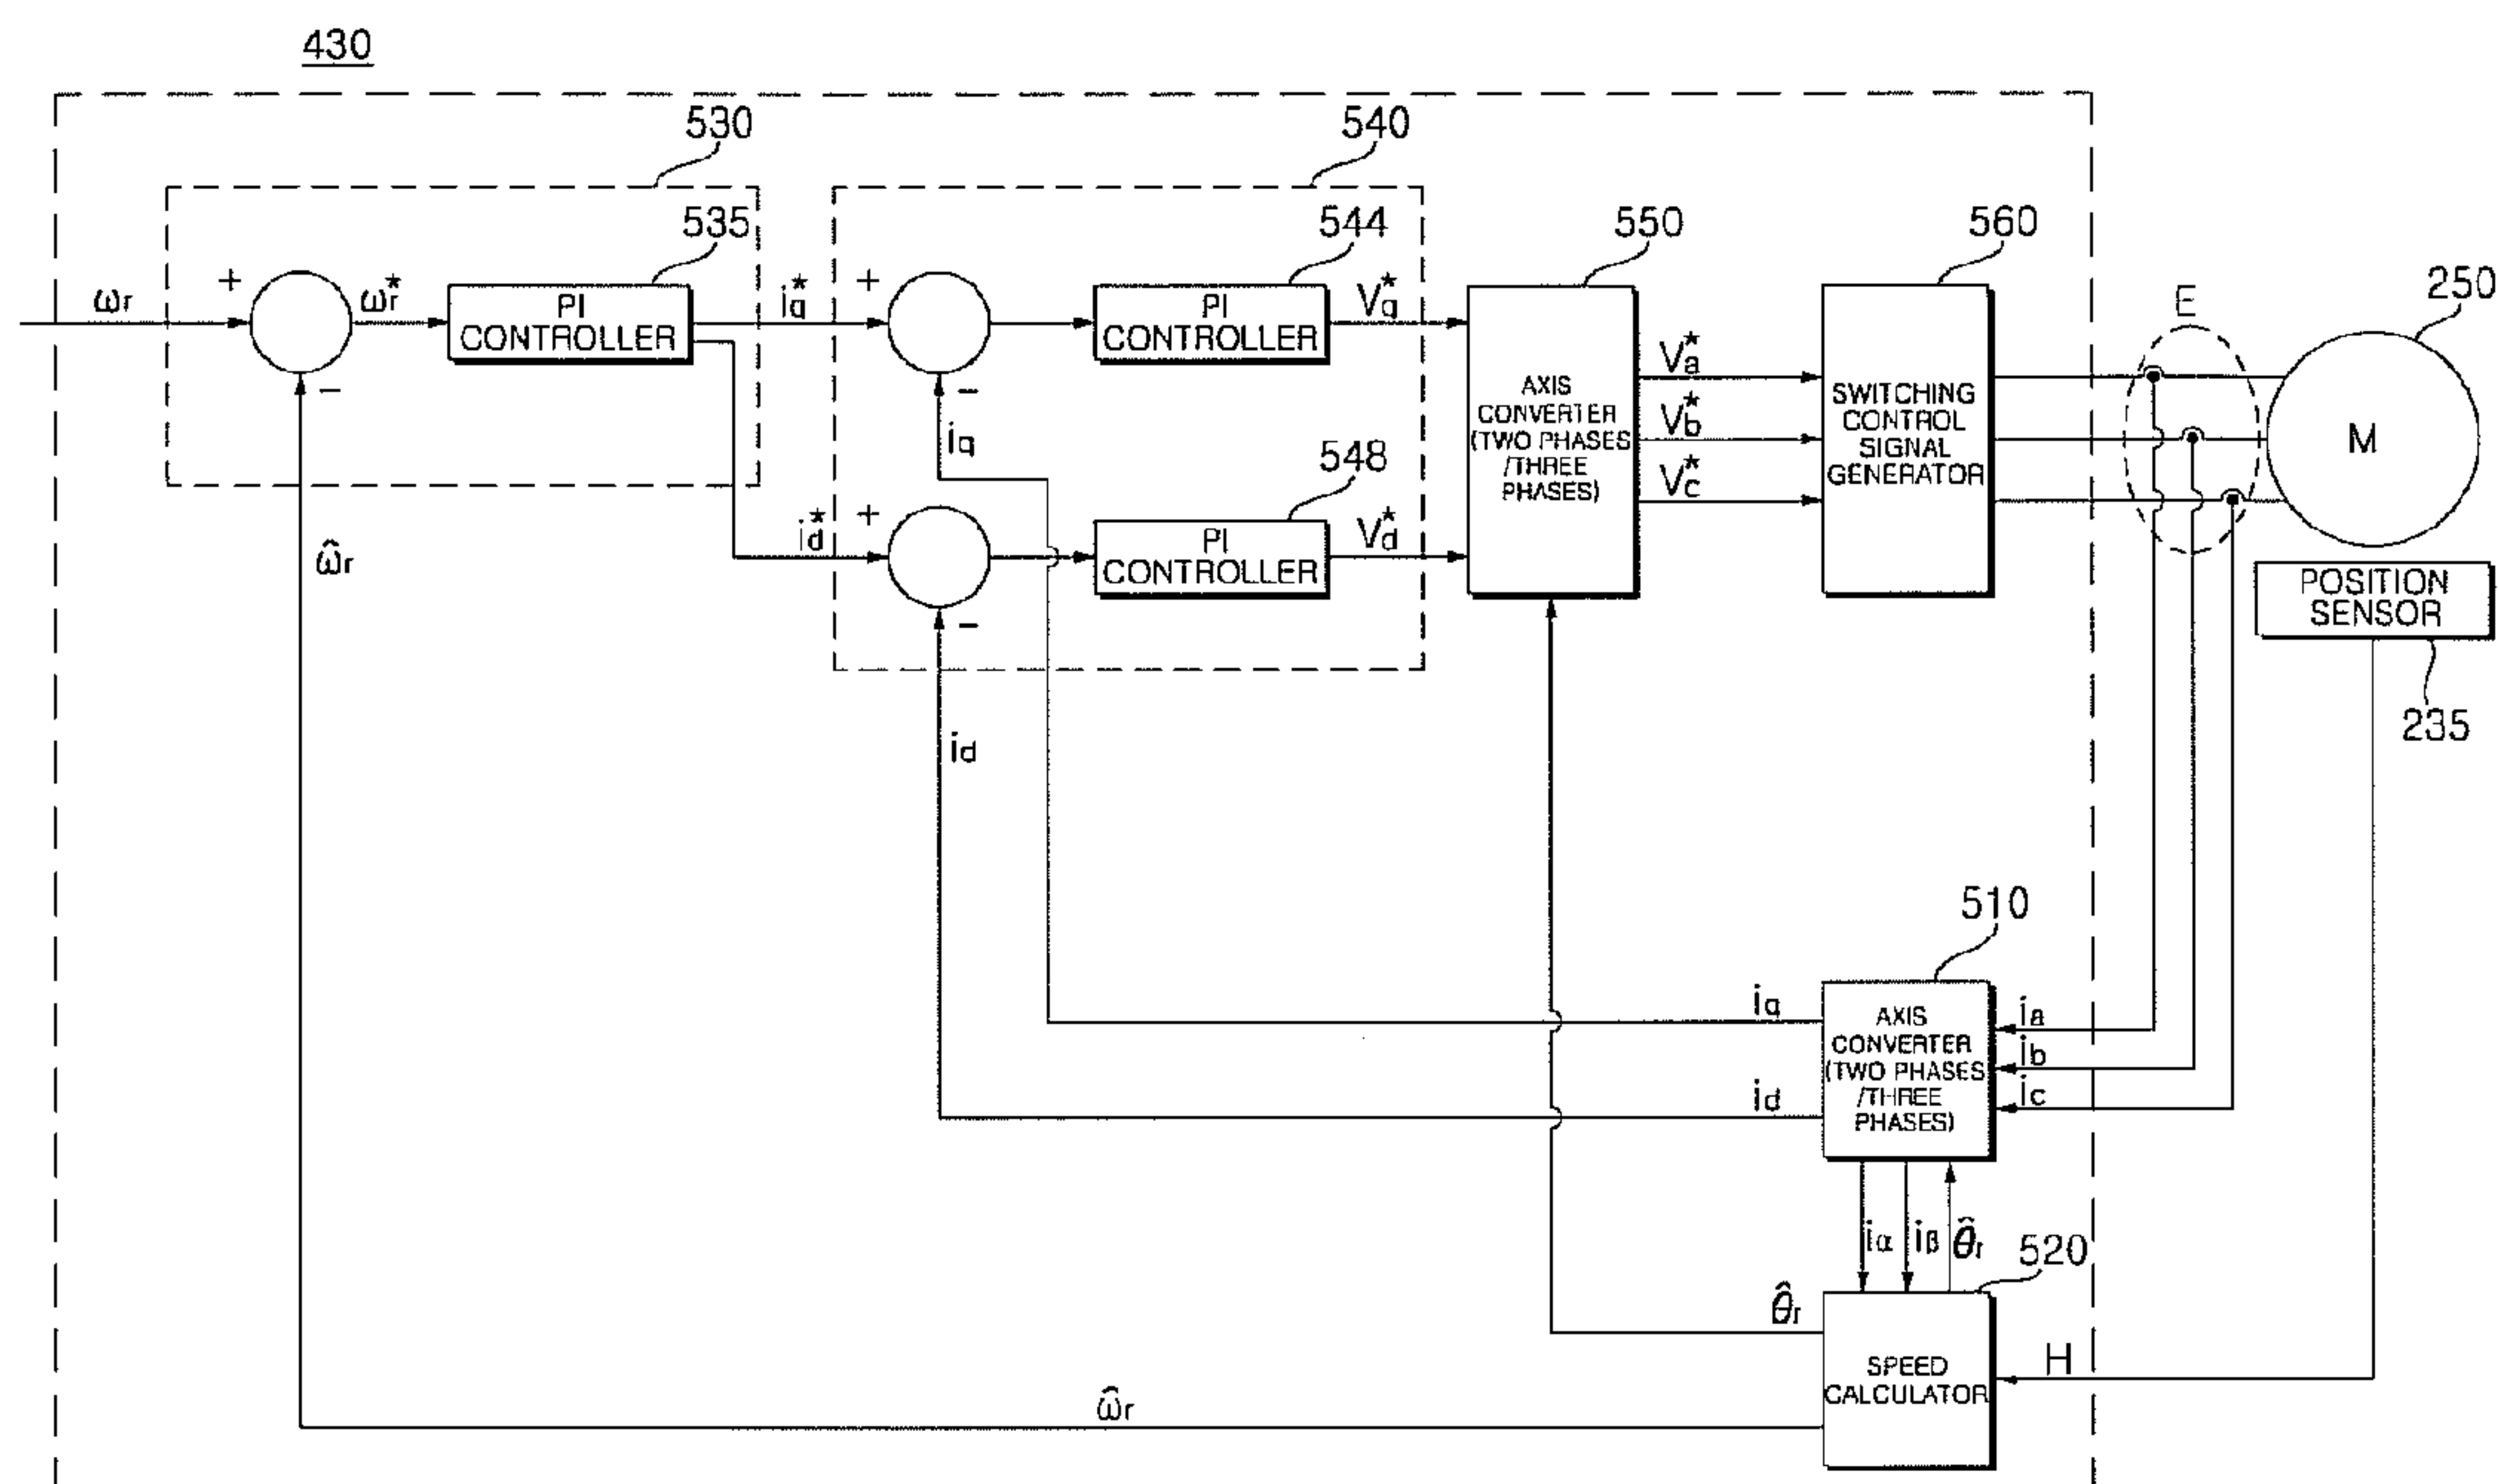 430
530
540
535
544
550
560
250
ωr
+
ωr*
PI
CONTROLLER
iq*
+
PI
CONTROLLER
Vq*
E
−
−
iq
AXIS
CONVERTER
(TWO PHASES
/THREE
PHASES)
Va*
Vb*
Vc*
SWITCHING
CONTROL
SIGNAL
GENERATOR
M
548
id*
+
PI
CONTROLLER
Vd*
−
ω̂r
POSITION
SENSOR
235
id
510
iq
id
AXIS
CONVERTER
(TWO PHASES
/THREE
PHASES)
ia
ib
ic
iα
iβ
θ̂r
520
θ̂r
SPEED
CALCULATOR
H
ω̂r